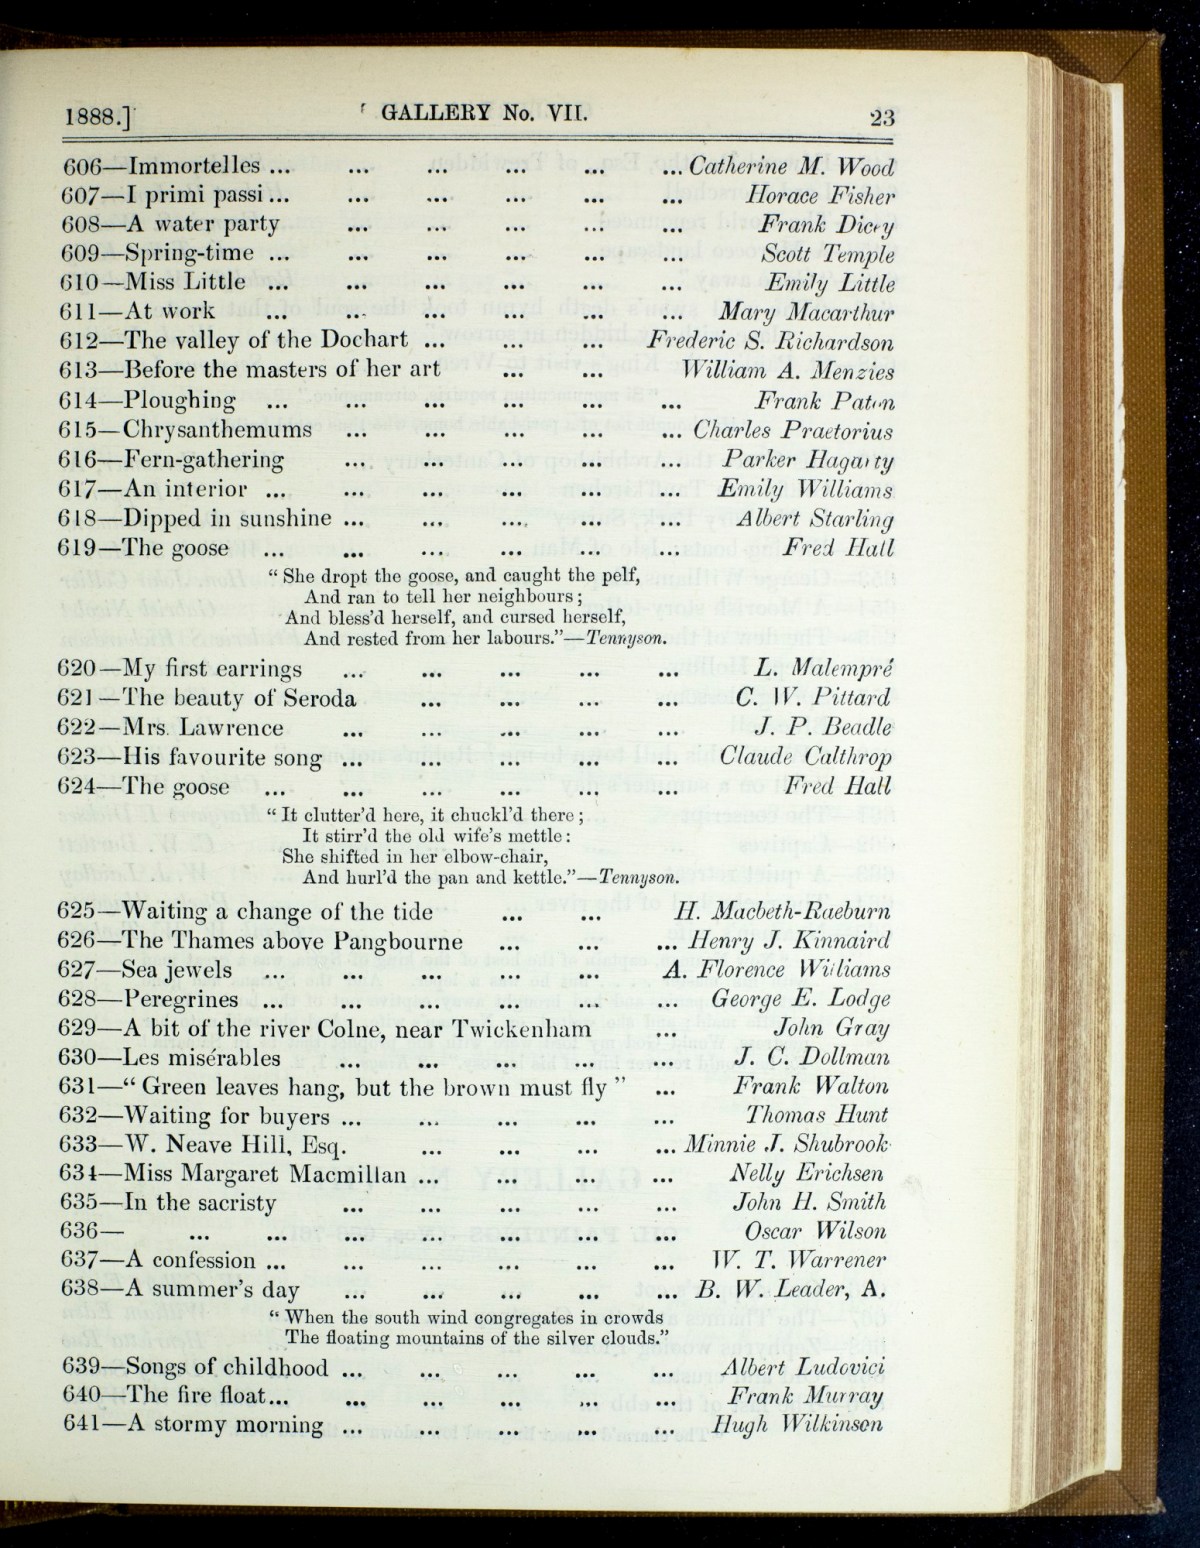 1888.] GALLERY No. VII. 23
606—Immortelles ... ... ... ... ... ... Catherine M. Wood
607—I primi passi ... ... ... ... ... ... Horace Fisher
608—A water party ... ... ... ... ... Frank Dicey
609—Spring-time ... ... ... ... ... ... Scott Temple
610—Miss Little ... ... ... ... ... ... Emily Little
611—At work ... ... ... ... ... ... Mary Macarthur
612—The valley of the Dochart ... ... ... Frederic S. Richardson
613—Before the masters of her art ... ... William A. Menzies
614—Ploughing ... ... ... ... ... ... Frank Paton
615—Chrysanthemums ... ... ... ... ... Charles Praetorius
616—Fern-gathering ... ... ... ... ... Parker Hagarty
617—An interior ... ... ... ... ... ... Emily Williams
618—Dipped in sunshine ... ... ... ... ... Albert Starling
619—The goose ... ... ... ... ... ... Fred Hall
“ She dropt the goose, and caught the pelf,
And ran to tell her neighbours ;
And bless’d herself, and cursed herself,
And rested from her labours.”—Tennyson.
620—My first earrings ... ... ... ... ... L. Malempré
621—The beauty of Seroda ... ... ... ... C. W. Pittard
622—Mrs. Lawrence ... ... ... ... ... J. P. Beadle
623—His favourite song ... ... ... ... ... Claude Calthrop
624—The goose ... ... ... ... ... ... Fred Hall
“ It clutter’d here, it chuckl’d there ;
It stirr’d the old wife’s mettle :
She shifted in her elbow-chair,
And hurl’d the pan and kettle.”—Tennyson.
625—Waiting a change of the tide ... ... H. Macbeth-Raeburn
626—The Thames above Pangbourne ... ... ... Henry J. Kinnaird
627—Sea jewels ... ... ... ... ... A. Florence Williams
628—Peregrines ... ... ... ... ... ... George E. Lodge
629—A bit of the river Colne, near Twickenham ... John Gray
630—Les misérables ... ... ... ... ... J. C. Dollman
631—“ Green leaves hang, but the brown must fly ” ... Frank Walton
632—Waiting for buyers ... ... ... ... ... Thomas Hunt
633—W. Neave Hill, Esq. ... ... ... ... Minnie J. Shubrook
634—Miss Margaret Macmillan ... ... ... ... Nelly Erichsen
635—In the sacristy ... ... ... ... ... John H. Smith
636— ... ... ... ... ... ... ... Oscar Wilson
637—A confession ... ... ... ... ... ... W. T. Warrener
638—A summer’s day ... ... ... ... ... B. W. Leader, A.
“ When the south wind congregates in crowds
The floating mountains of the silver clouds.”
639—Songs of childhood ... ... ... ... ... Albert Ludovici
640—The fire float... ... ... ... ... ... Frank Murray
641—A stormy morning ... ... ... ... ... Hugh Wilkinson